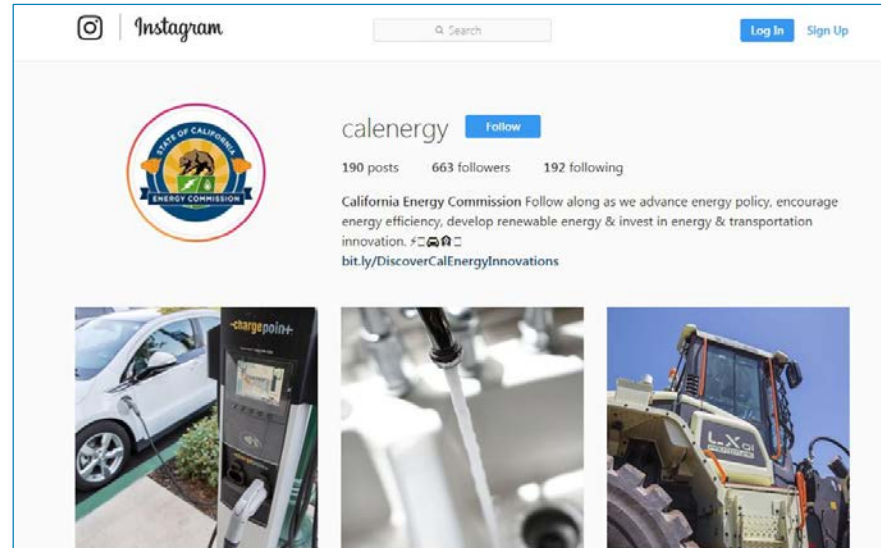 Instagram
Search
Log In
Sign Up
STATE OF CALIFORNIA
ENERGY COMMISSION
calenergy
Follow
190 posts
663 followers
192 following
California Energy Commission Follow along as we advance energy policy, encourage
energy efficiency, develop renewable energy & invest in energy & transportation
innovation.
bit.ly/DiscoverCalEnergyInnovations
-chargepoin+-
LX 01